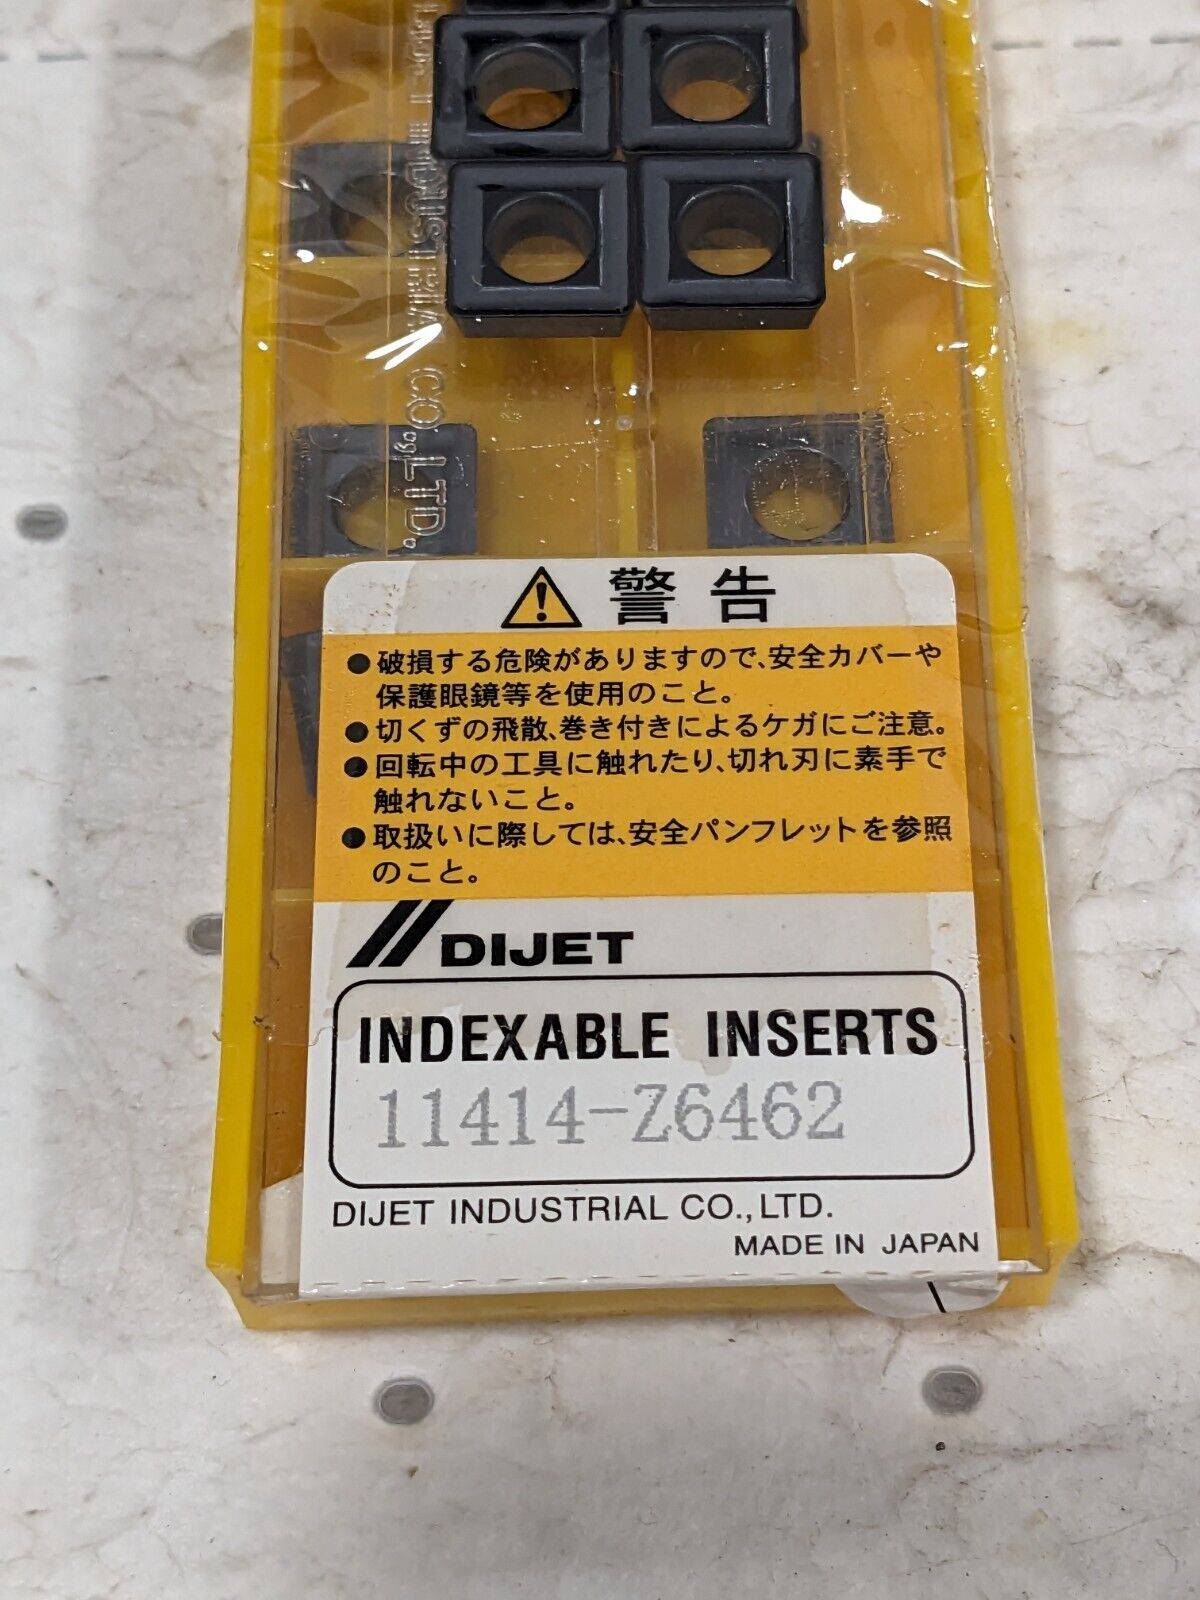 INDUSTRIAL CO., LTD.
警告
●破損する危険がありますので、安全カバーや
保護眼鏡等を使用のこと。
●切くずの飛散、巻き付きによるケガにご注意。
●回転中の工具に触れたり、切れ刃に素手で
触れないこと。
●取扱いに際しては、安全パンフレットを参照
のこと。
DIJET
INDEXABLE INSERTS
11414-Z6462
DIJET INDUSTRIAL CO.,LTD.
MADE IN JAPAN